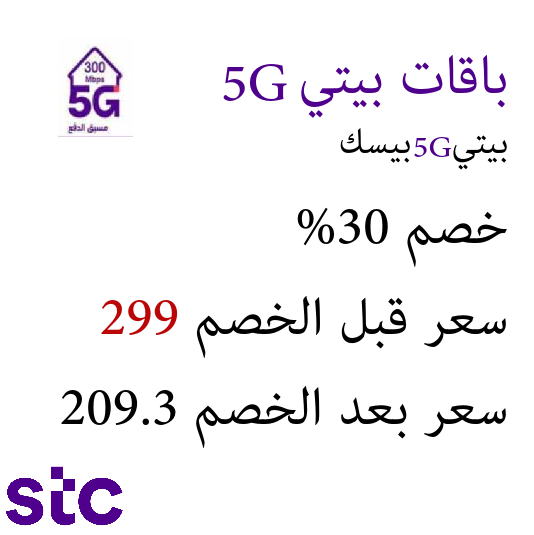 باقات بيتي 5G
300
Mbps
5G
مسبق الدفع
بيتي5Gبيسك
خصم 30%
سعر قبل الخصم 299
سعر بعد الخصم 209.3
stc